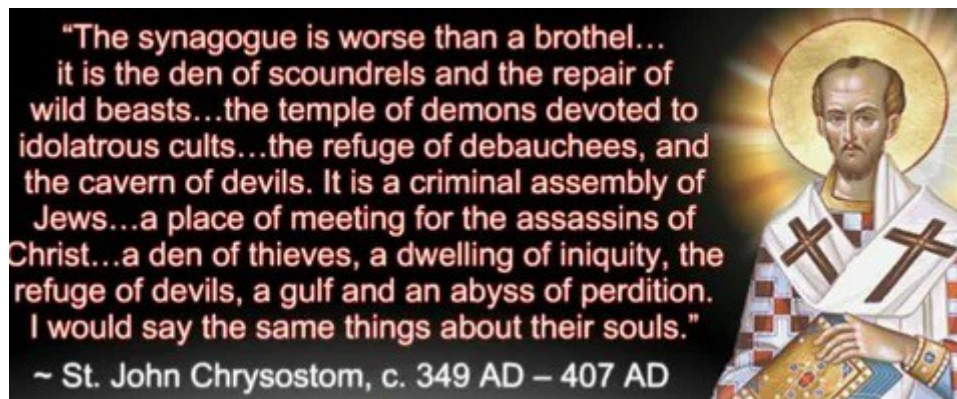 “The synagogue is worse than a brothel…
it is the den of scoundrels and the repair of
wild beasts…the temple of demons devoted to
idolatrous cults…the refuge of debauchees, and
the cavern of devils. It is a criminal assembly of
Jews…a place of meeting for the assassins of
Christ…a den of thieves, a dwelling of iniquity, the
refuge of devils, a gulf and an abyss of perdition.
I would say the same things about their souls.”
~ St. John Chrysostom, c. 349 AD – 407 AD